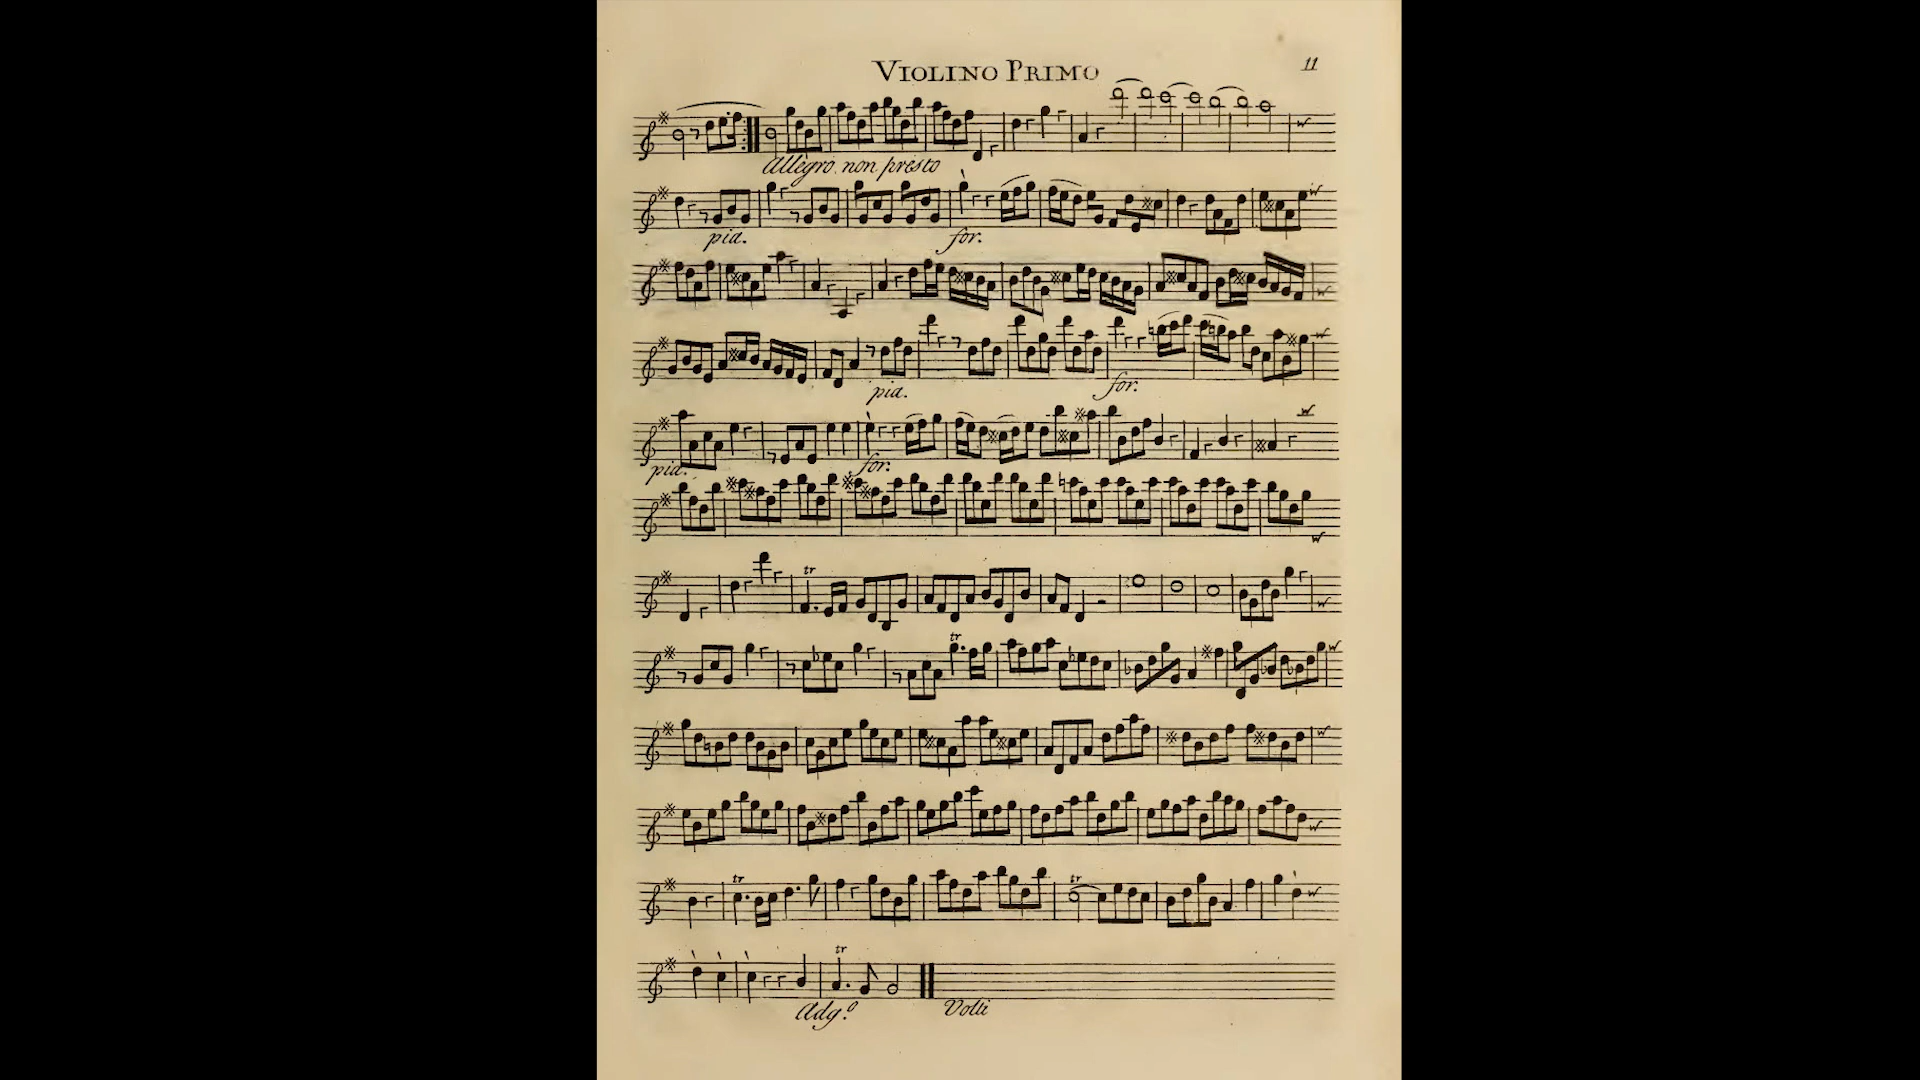 VIOLINO PRIMO
11
Allegro non presto
pia.
for.
pia.
for.
pia.
for.
tr
tr
tr
tr
tr
Adg.º
Volti